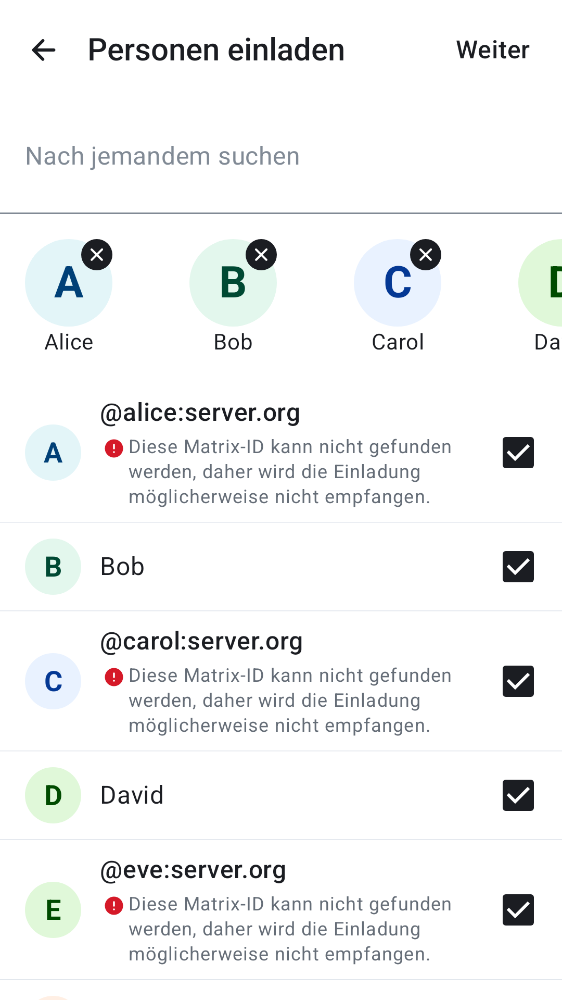 Personen einladen
Weiter
Nach jemandem suchen
A
B
C
D
Alice
Bob
Carol
Da
@alice:server.org
A
Diese Matrix-ID kann nicht gefunden
werden, daher wird die Einladung
möglicherweise nicht empfangen.
B
Bob
@carol:server.org
C
Diese Matrix-ID kann nicht gefunden
werden, daher wird die Einladung
möglicherweise nicht empfangen.
D
David
@eve:server.org
E
Diese Matrix-ID kann nicht gefunden
werden, daher wird die Einladung
möglicherweise nicht empfangen.